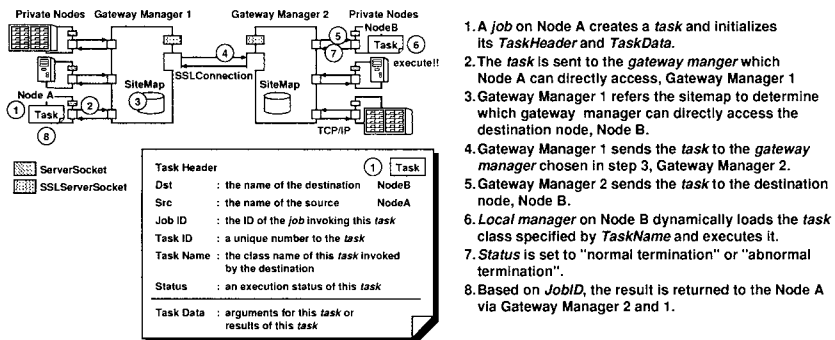 Private Nodes Gateway Manager 1 Gateway Manager 2 Private Nodes
NodeB
4
5
Task
6
7
execute!!
SSLConnection
SiteMap
SiteMap
Node A
3
1
Task
2
8
TCP/IP
ServerSocket
SSLServerSocket
Task Header 1 Task
Dst : the name of the destination NodeB
Src : the name of the source NodeA
Job ID : the ID of the job invoking this task
Task ID : a unique number to the task
Task Name : the class name of this task invoked
by the destination
Status : an execution status of this task
Task Data : arguments for this task or
results of this task
1.A job on Node A creates a task and initializes
its TaskHeader and TaskData.
2.The task is sent to the gateway manger which
Node A can directly access, Gateway Manager 1
3.Gateway Manager 1 refers the sitemap to determine
which gateway manager can directly access the
destination node, Node B.
4.Gateway Manager 1 sends the task to the gateway
manager chosen in step 3, Gateway Manager 2.
5.Gateway Manager 2 sends the task to the destination
node, Node B.
6.Local manager on Node B dynamically loads the task
class specified by TaskName and executes it.
7.Status is set to "normal termination" or "abnormal
termination".
8.Based on JobID, the result is returned to the Node A
via Gateway Manager 2 and 1.